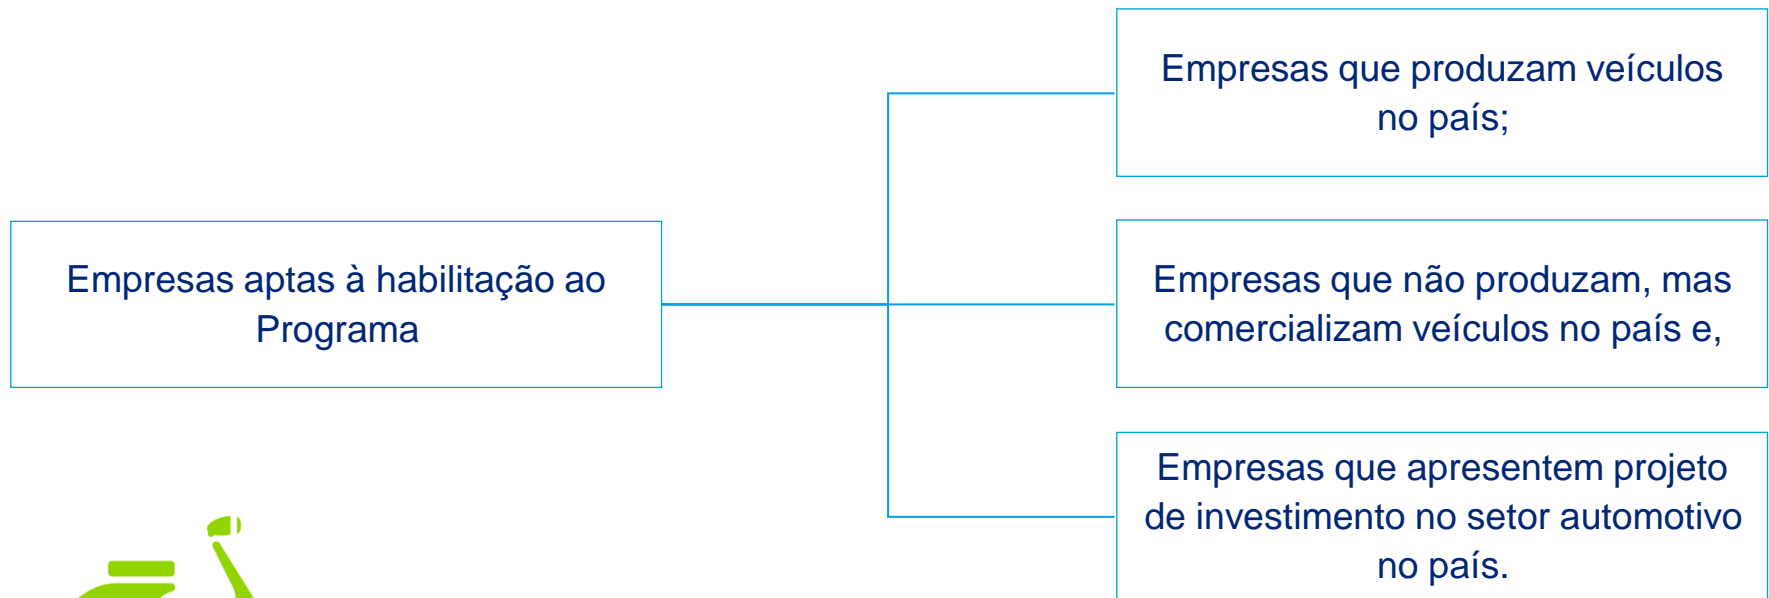 Empresas aptas à habilitação ao
Programa
Empresas que produzam veículos
no país;
Empresas que não produzam, mas
comercializam veículos no país e,
Empresas que apresentem projeto
de investimento no setor automotivo
no país.